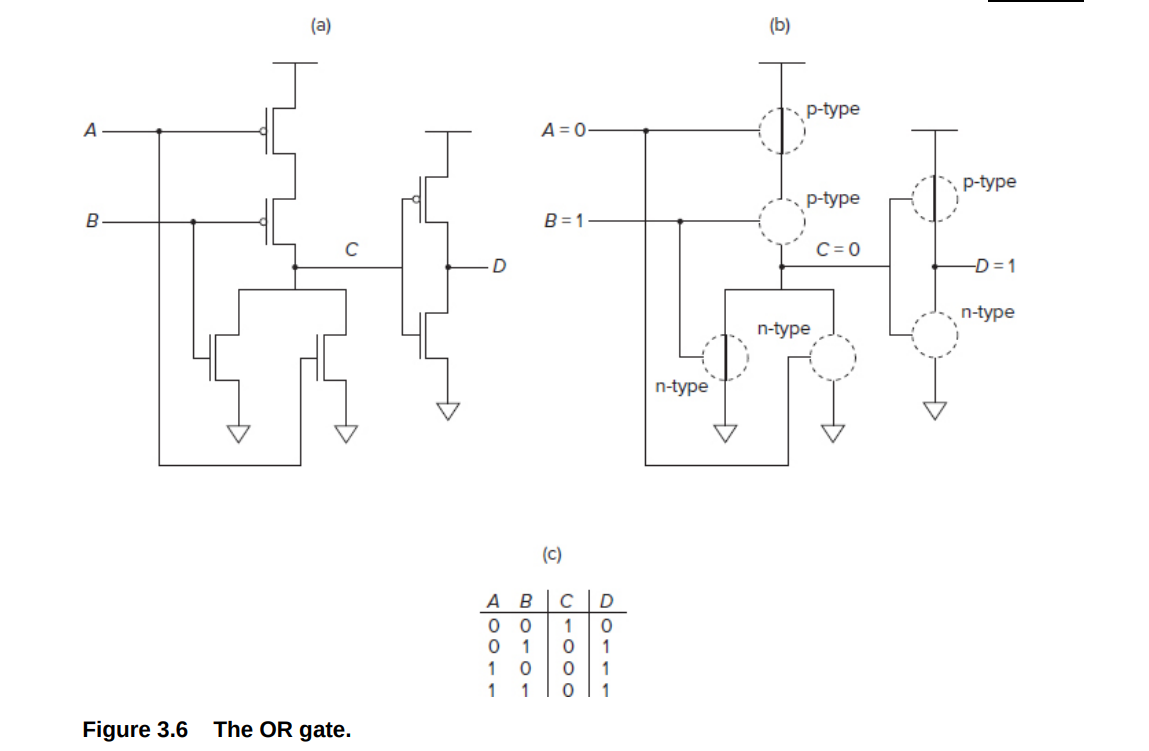 (a)
(b)
p-type
A
A = 0
p-type
p-type
B
B = 1
C
C = 0
D
D = 1
n-type
n-type
n-type
(c)
A B C D
0 0 1 0
0 1 0 1
1 0 0 1
1 1 0 1
Figure 3.6 The OR gate.